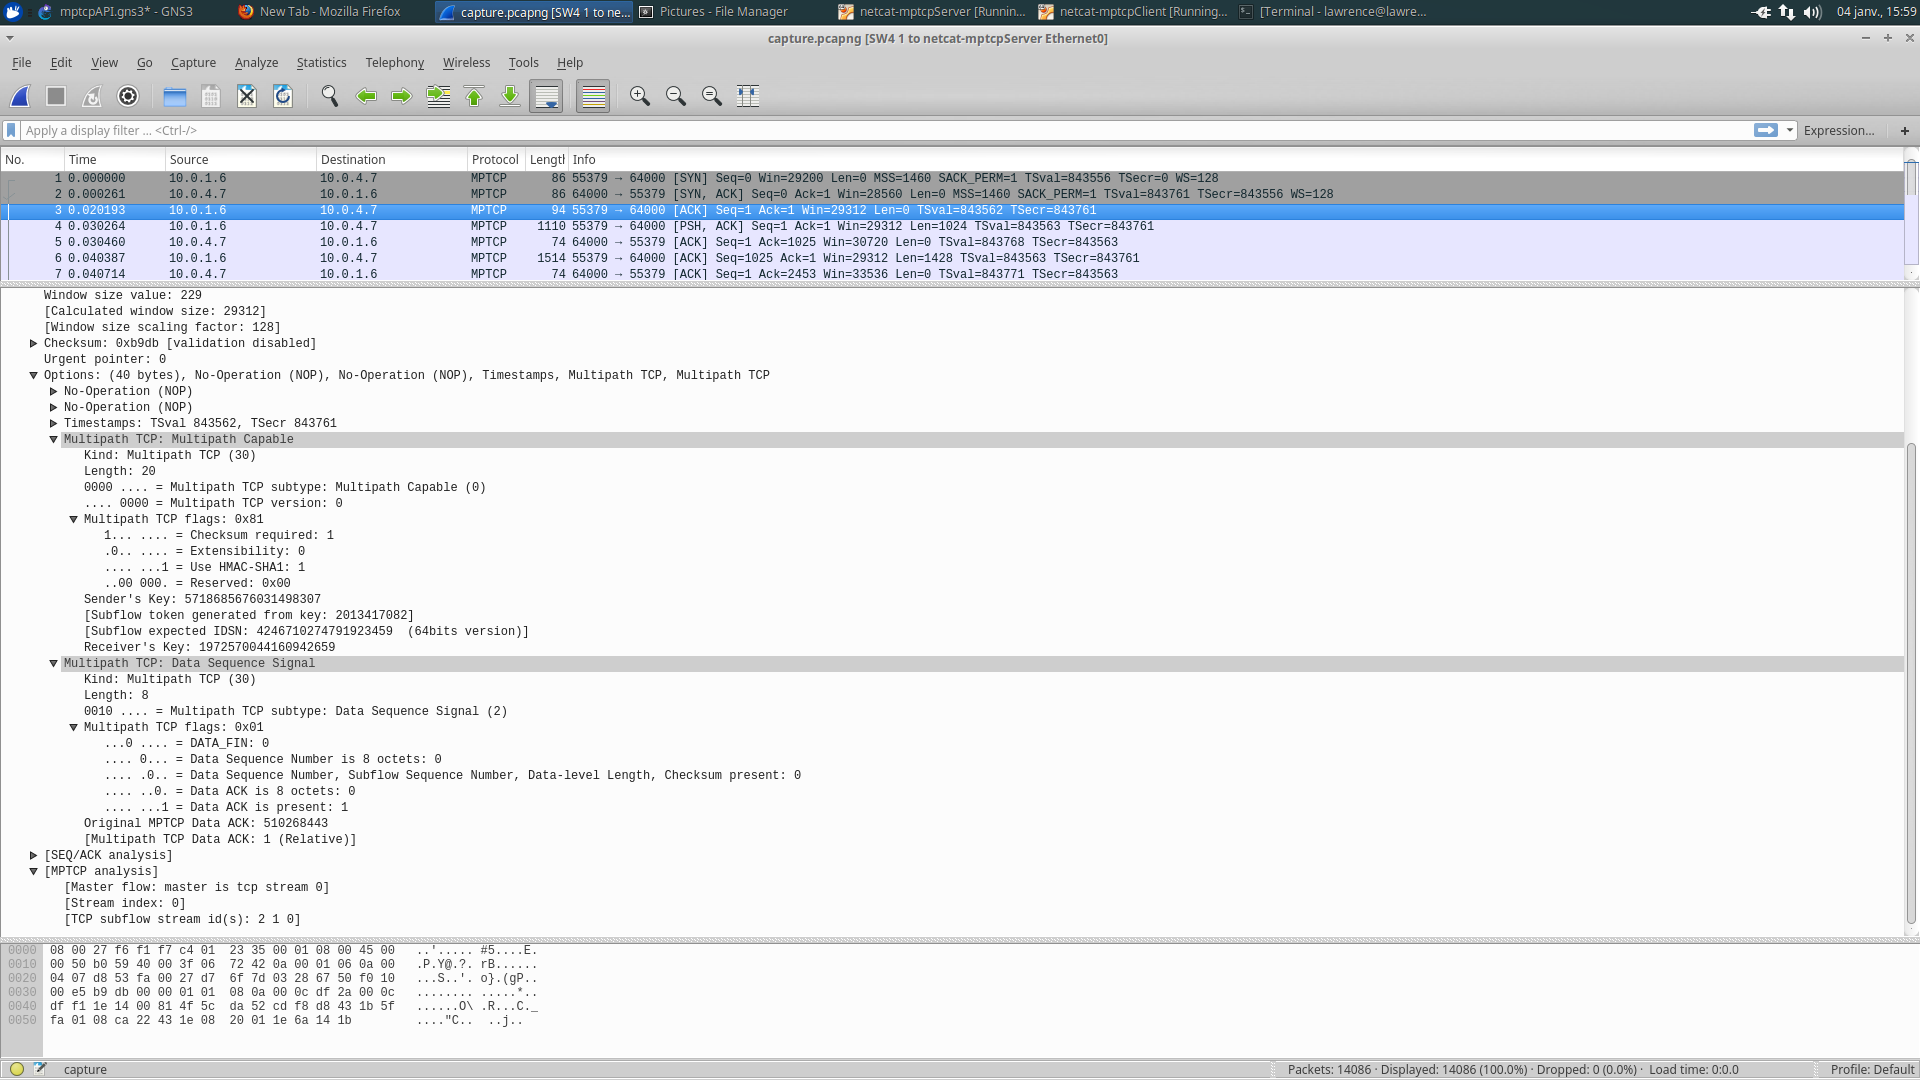 mptcpAPI.gns3* - GNS3
New Tab - Mozilla Firefox
capture.pcapng [SW4 1 to ne...
Pictures - File Manager
netcat-mptcpServer [Runnin...
netcat-mptcpClient [Running...
[Terminal - lawrence@lawre...
04 janv., 15:59
capture.pcapng [SW4 1 to netcat-mptcpServer Ethernet0]
File Edit View Go Capture Analyze Statistics Telephony Wireless Tools Help
Apply a display filter ... <Ctrl-/> Expression... +
No. Time Source Destination Protocol Length Info
1 0.000000 10.0.1.6 10.0.4.7 MPTCP 86 55379 → 64000 [SYN] Seq=0 Win=29200 Len=0 MSS=1460 SACK_PERM=1 TSval=843556 TSecr=0 WS=128
2 0.000261 10.0.4.7 10.0.1.6 MPTCP 86 64000 → 55379 [SYN, ACK] Seq=0 Ack=1 Win=28560 Len=0 MSS=1460 SACK_PERM=1 TSval=843761 TSecr=843556 WS=128
3 0.020193 10.0.1.6 10.0.4.7 MPTCP 94 55379 → 64000 [ACK] Seq=1 Ack=1 Win=29312 Len=0 TSval=843562 TSecr=843761
4 0.030264 10.0.1.6 10.0.4.7 MPTCP 1110 55379 → 64000 [PSH, ACK] Seq=1 Ack=1 Win=29312 Len=1024 TSval=843563 TSecr=843761
5 0.030460 10.0.4.7 10.0.1.6 MPTCP 74 64000 → 55379 [ACK] Seq=1 Ack=1025 Win=30720 Len=0 TSval=843768 TSecr=843563
6 0.040387 10.0.1.6 10.0.4.7 MPTCP 1514 55379 → 64000 [ACK] Seq=1025 Ack=1 Win=29312 Len=1428 TSval=843563 TSecr=843761
7 0.040714 10.0.4.7 10.0.1.6 MPTCP 74 64000 → 55379 [ACK] Seq=1 Ack=2453 Win=33536 Len=0 TSval=843771 TSecr=843563
Window size value: 229
[Calculated window size: 29312]
[Window size scaling factor: 128]
Checksum: 0xb9db [validation disabled]
Urgent pointer: 0
Options: (40 bytes), No-Operation (NOP), No-Operation (NOP), Timestamps, Multipath TCP, Multipath TCP
No-Operation (NOP)
No-Operation (NOP)
Timestamps: TSval 843562, TSecr 843761
Multipath TCP: Multipath Capable
Kind: Multipath TCP (30)
Length: 20
0000 .... = Multipath TCP subtype: Multipath Capable (0)
.... 0000 = Multipath TCP version: 0
Multipath TCP flags: 0x81
1... .... = Checksum required: 1
.0.. .... = Extensibility: 0
.... ...1 = Use HMAC-SHA1: 1
..00 000. = Reserved: 0x00
Sender's Key: 5718685676031498307
[Subflow token generated from key: 2013417082]
[Subflow expected IDSN: 4246710274791923459  (64bits version)]
Receiver's Key: 1972570044160942659
Multipath TCP: Data Sequence Signal
Kind: Multipath TCP (30)
Length: 8
0010 .... = Multipath TCP subtype: Data Sequence Signal (2)
Multipath TCP flags: 0x01
...0 .... = DATA_FIN: 0
.... 0... = Data Sequence Number is 8 octets: 0
.... .0.. = Data Sequence Number, Subflow Sequence Number, Data-level Length, Checksum present: 0
.... ..0. = Data ACK is 8 octets: 0
.... ...1 = Data ACK is present: 1
Original MPTCP Data ACK: 510268443
[Multipath TCP Data ACK: 1 (Relative)]
[SEQ/ACK analysis]
[MPTCP analysis]
[Master flow: master is tcp stream 0]
[Stream index: 0]
[TCP subflow stream id(s): 2 1 0]
0000 08 00 27 f6 f1 f7 c4 01  23 35 00 01 08 00 45 00 ..'..... #5....E.
0010 00 50 b0 59 40 00 3f 06  72 42 0a 00 01 06 0a 00 .P.Y@.?. rB......
0020 04 07 d8 53 fa 00 27 d7  6f 7d 03 28 67 50 f0 10 ...S..'. o}.(gP..
0030 00 e5 b9 db 00 00 01 01  08 0a 00 0c df 2a 00 0c ........ .....*..
0040 df f1 1e 14 00 81 4f 5c  da 52 cd f8 d8 43 1b 5f ......O\ .R...C._
0050 fa 01 08 ca 22 43 1e 08  20 01 1e 6a 14 1b ...."C.. ..j..
capture Packets: 14086 · Displayed: 14086 (100.0%) · Dropped: 0 (0.0%) · Load time: 0:0.0 Profile: Default